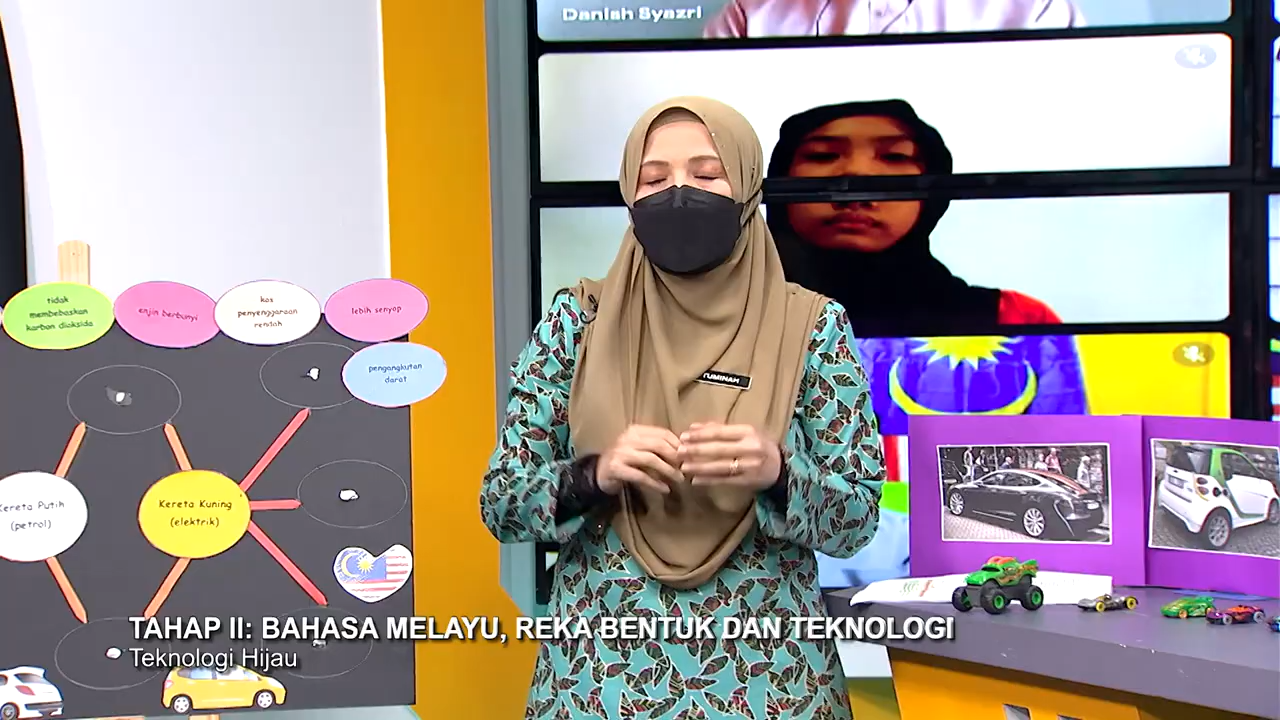 Danish Syazri
tidak
membebaskan
karbon dioksida
enjin berbunyi
kos
penyenggaraan
rendah
lebih senyap
pengangkutan
darat
Kereta Putih
(petrol)
Kereta Kuning
(elektrik)
TUMINAH
TAHAP II: BAHASA MELAYU, REKA BENTUK DAN TEKNOLOGI
Teknologi Hijau